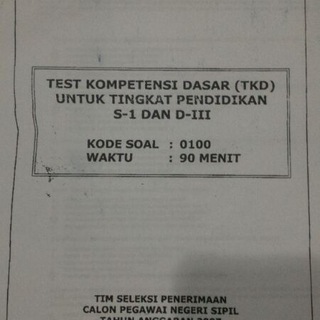 TEST KOMPETENSI DASAR (TKD)
UNTUK TINGKAT PENDIDIKAN
S-1 DAN D-III
KODE SOAL : 0100
WAKTU : 90 MENIT
TIM SELEKSI PENERIMAAN
CALON PEGAWAI NEGERI SIPIL
TAHUN ANGGARAN